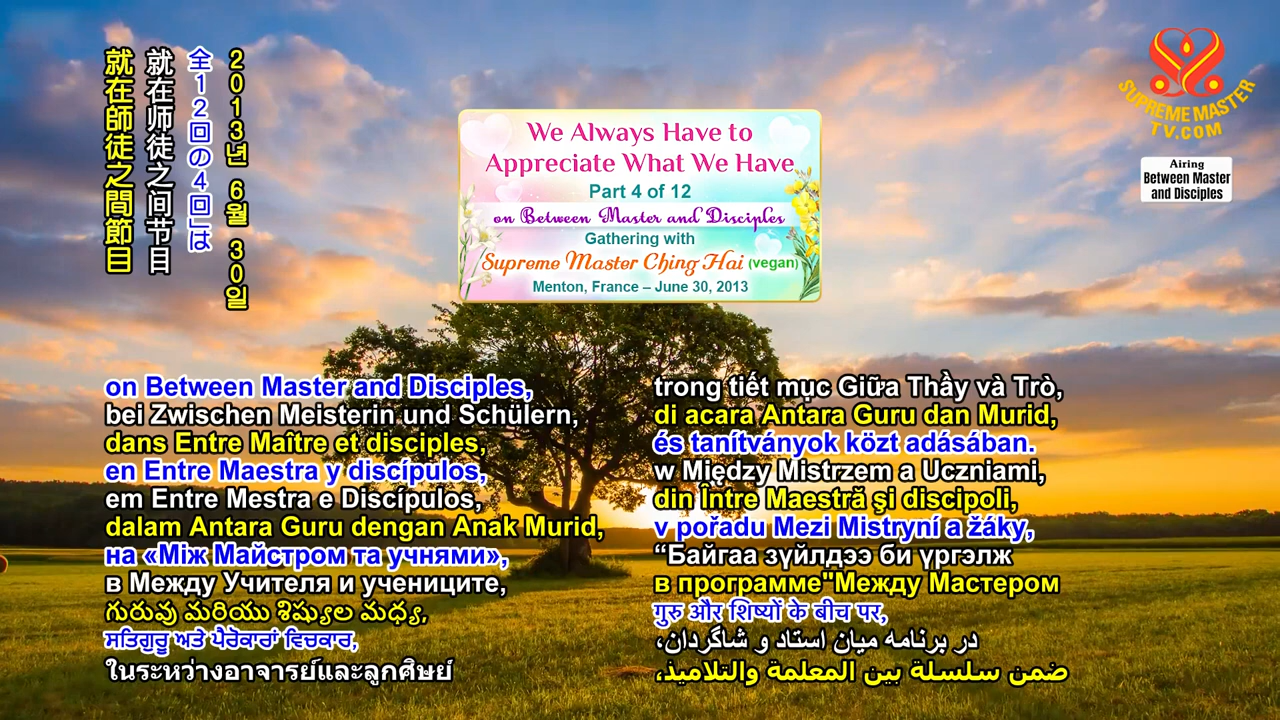 2013년 6월 30일
全12回の4回」は
就在师徒之间节目
就在師徒之間節目
We Always Have to
Appreciate What We Have
Part 4 of 12
on Between Master and Disciples
Gathering with
Supreme Master Ching Hai (vegan)
Menton, France – June 30, 2013
SUPREME MASTER
TV.COM
Airing
Between Master
and Disciples
on Between Master and Disciples,
bei Zwischen Meisterin und Schülern,
dans Entre Maître et disciples,
en Entre Maestra y discípulos,
em Entre Mestra e Discípulos,
dalam Antara Guru dengan Anak Murid,
на «Між Майстром та учнями»,
в Между Учителя и учениците,
గురువు మరియు శిష్యుల మధ్య,
ਸਤਿਗੁਰੂ ਅਤੇ ਪੈਰੋਕਾਰਾਂ ਵਿਚਕਾਰ,
ในระหว่างอาจารย์และลูกศิษย์
trong tiết mục Giữa Thầy và Trò,
di acara Antara Guru dan Murid,
és tanítványok közt adásában.
w Między Mistrzem a Uczniami,
din Între Maestră şi discipoli,
v pořadu Mezi Mistryní a žáky,
“Байгаа зүйлдээ би үргэлж
в программе"Между Мастером
गुरु और शिष्यों के बीच पर,
در برنامه میان استاد و شاگردان،
ضمن سلسلة بين المعلمة والتلاميذ،